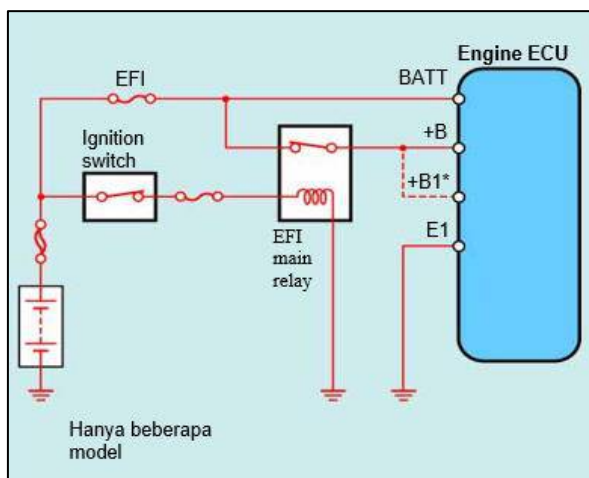 Engine ECU
EFI
BATT
Ignition
switch
+B
+B1*
E1
EFI
main
relay
Hanya beberapa
model